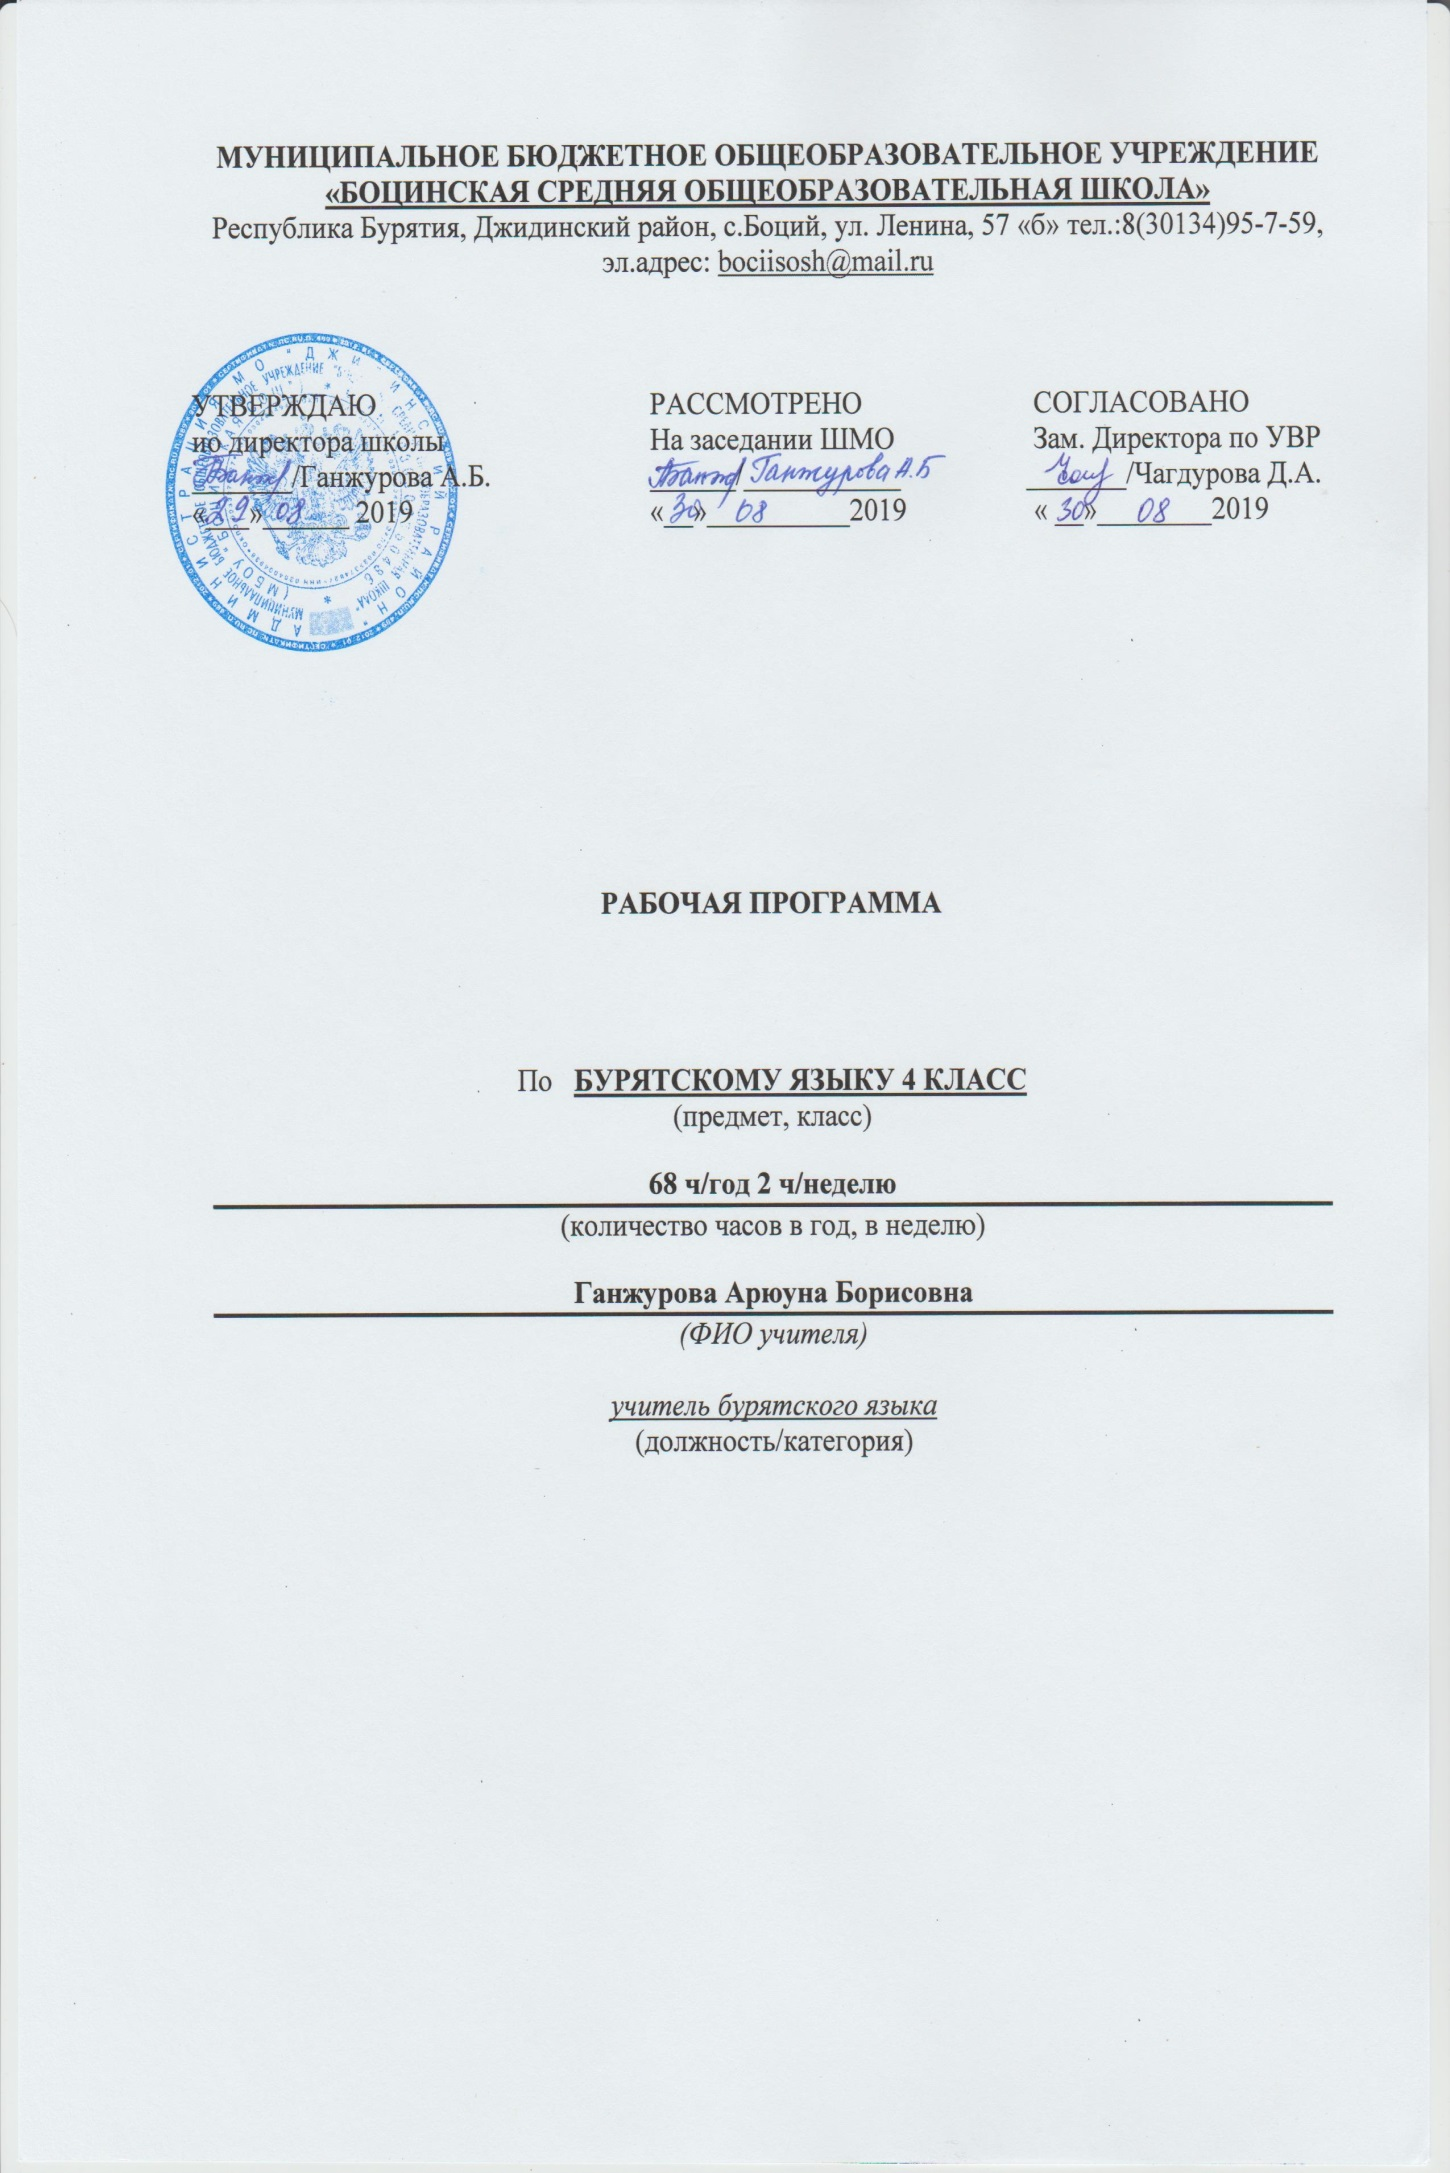 МУНИЦИПАЛЬНОЕ БЮДЖЕТНОЕ ОБЩЕОБРАЗОВАТЕЛЬНОЕ УЧРЕЖДЕНИЕ
«БОЦИНСКАЯ СРЕДНЯЯ ОБЩЕОБРАЗОВАТЕЛЬНАЯ ШКОЛА»
Республика Бурятия, Джидинский район, с.Боций, ул. Ленина, 57 «б» тел.:8(30134)95-7-59,
эл.адрес: bociisosh@mail.ru
УТВЕРЖДАЮ
ио директора школы
/Ганжурова А.Б.
«29» 08 2019
РАССМОТРЕНО
На заседании ШМО
/ Ганжурова А.Б
«30» 08 2019
СОГЛАСОВАНО
Зам. Директора по УВР
/Чагдурова Д.А.
« 30» 08 2019
РАБОЧАЯ ПРОГРАММА
По БУРЯТСКОМУ ЯЗЫКУ 4 КЛАСС
(предмет, класс)
68 ч/год 2 ч/неделю
(количество часов в год, в неделю)
Ганжурова Арюуна Борисовна
(ФИО учителя)
учитель бурятского языка
(должность/категория)